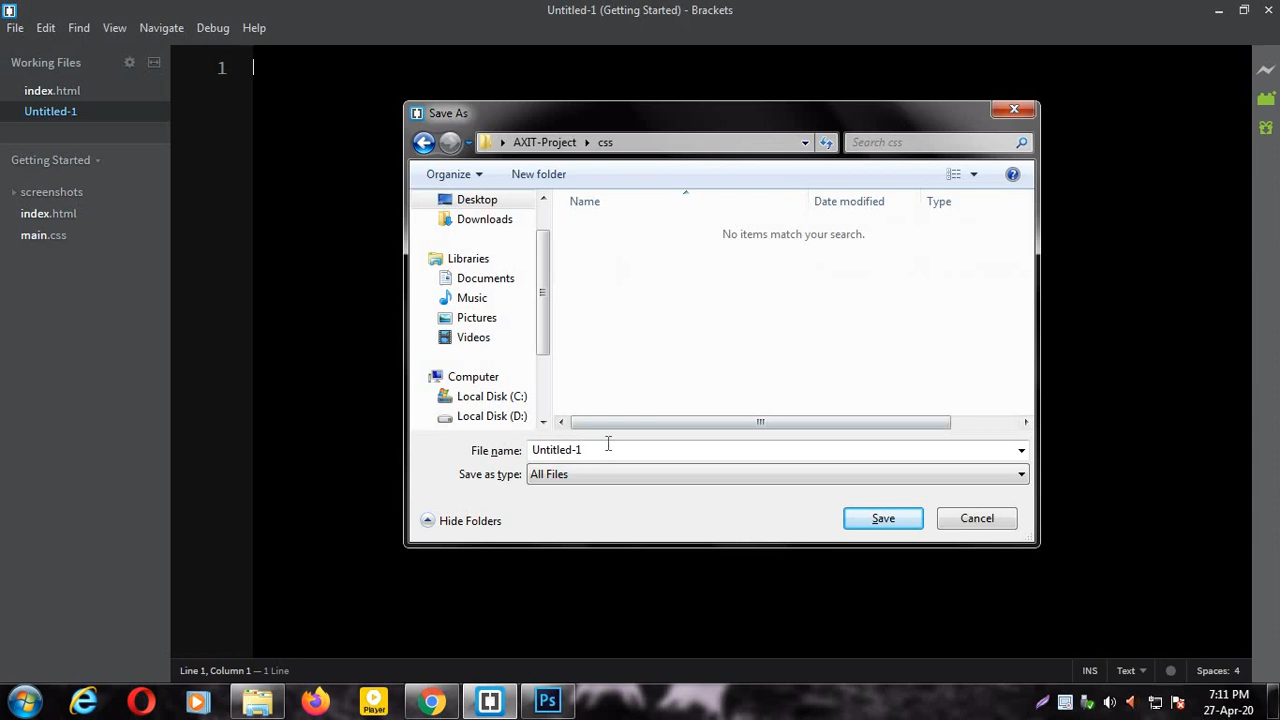 Untitled-1 (Getting Started) - Brackets
File Edit Find View Navigate Debug Help
Working Files
index.html
Untitled-1
Getting Started
screenshots
index.html
main.css
1
Save As
AXIT-Project css
Search css
Organize New folder
Name Date modified Type
No items match your search.
Desktop
Downloads
Libraries
Documents
Music
Pictures
Videos
Computer
Local Disk (C:)
Local Disk (D:)
File name: Untitled-1
Save as type: All Files
Hide Folders
Save Cancel
Line 1, Column 1 — 1 Line
INS Text Spaces: 4
Player
Ps
7:11 PM
27-Apr-20